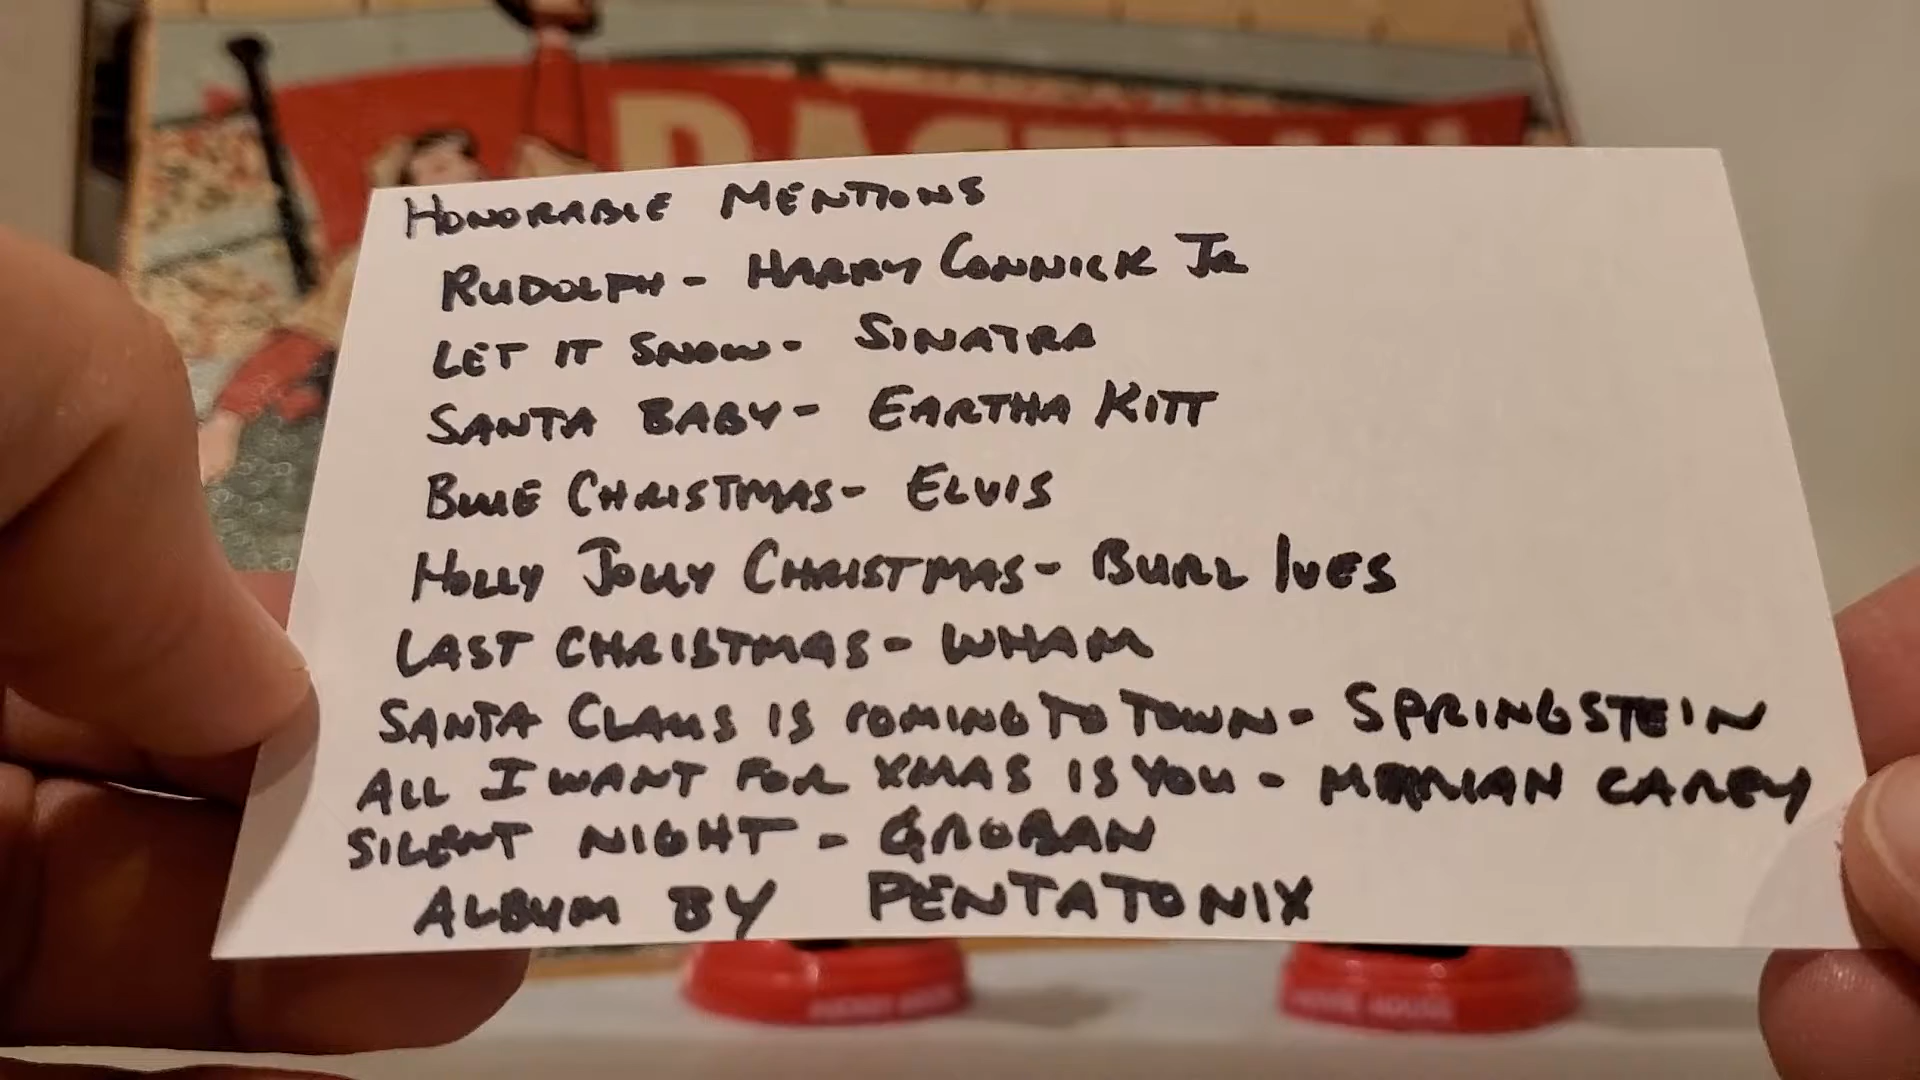 BASEBALL
HONORABLE MENTIONS
RUDOLPH - HARRY CONNICK JR
LET IT SNOW - SINATRA
SANTA BABY - EARTHA KITT
BLUE CHRISTMAS - ELVIS
HOLLY JOLLY CHRISTMAS - BURL IVES
LAST CHRISTMAS - WHAM
SANTA CLAUS IS COMING TO TOWN - SPRINGSTEIN
ALL I WANT FOR XMAS IS YOU - MARIAN CAREY
SILENT NIGHT - GROBAN
ALBUM BY PENTATONIX